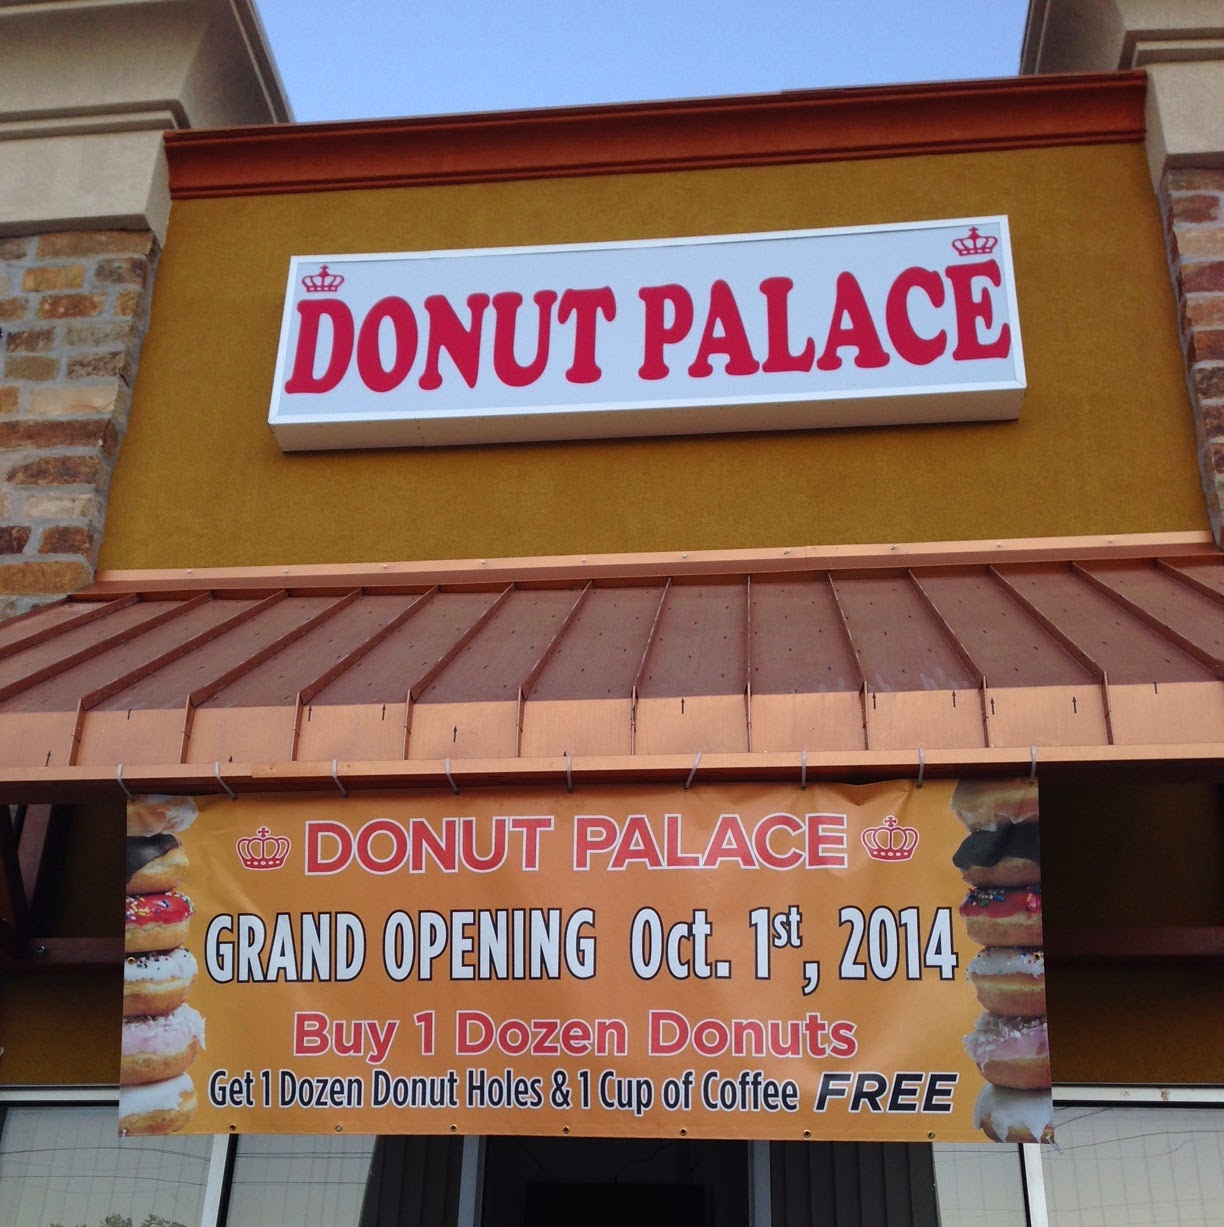 DONUT PALACE
DONUT PALACE
GRAND OPENING Oct. 1st, 2014
Buy 1 Dozen Donuts
Get 1 Dozen Donut Holes & 1 Cup of Coffee FREE